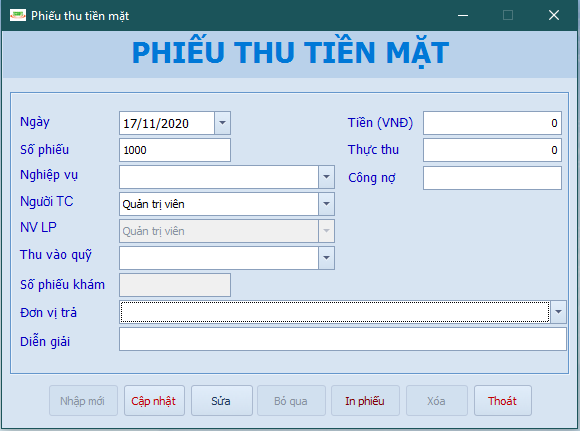 Phiếu thu tiền mặt
PHIẾU THU TIỀN MẶT
Ngày 17/11/2020 Tiền (VNĐ) 0
Số phiếu 1000 Thực thu 0
Nghiệp vụ Công nợ
Người TC Quản trị viên
NV LP Quản trị viên
Thu vào quỹ
Số phiếu khám
Đơn vị trả
Diễn giải
Nhập mới Cập nhật Sửa Bỏ qua In phiếu Xóa Thoát